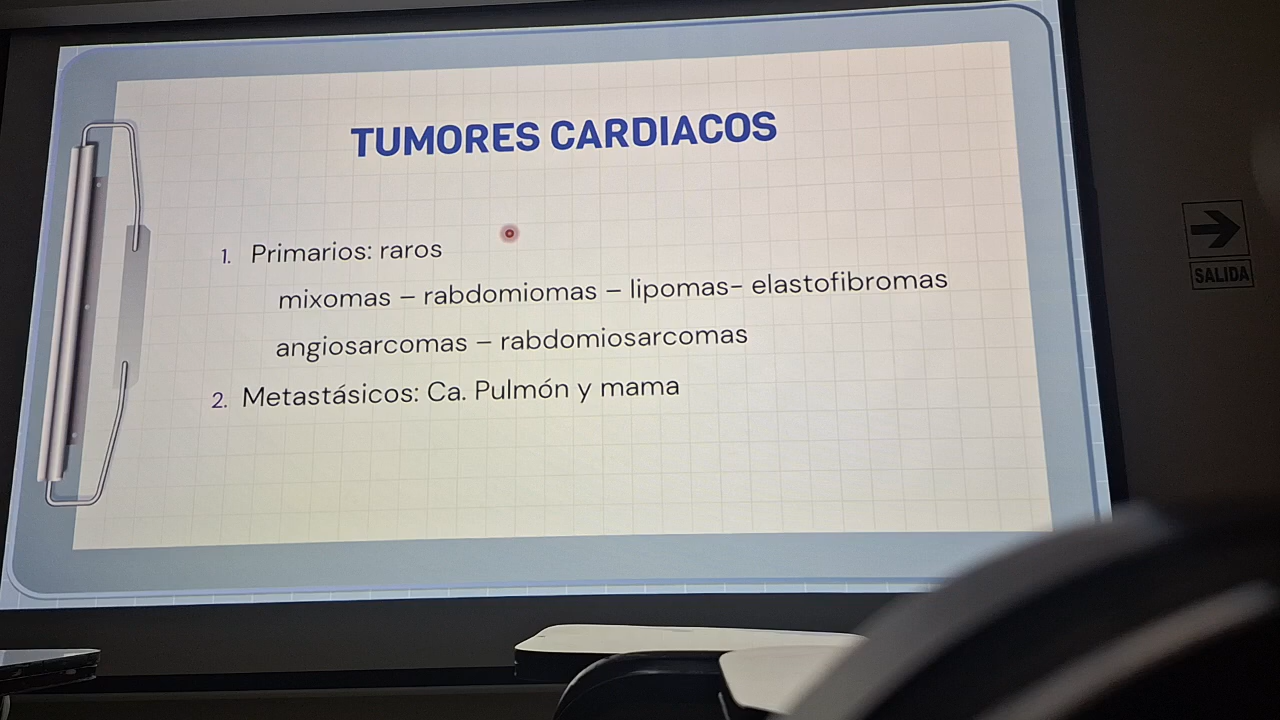 TUMORES CARDIACOS
1. Primarios: raros
mixomas – rabdomiomas – lipomas- elastofibromas
angiosarcomas – rabdomiosarcomas
2. Metastásicos: Ca. Pulmón y mama
SALIDA